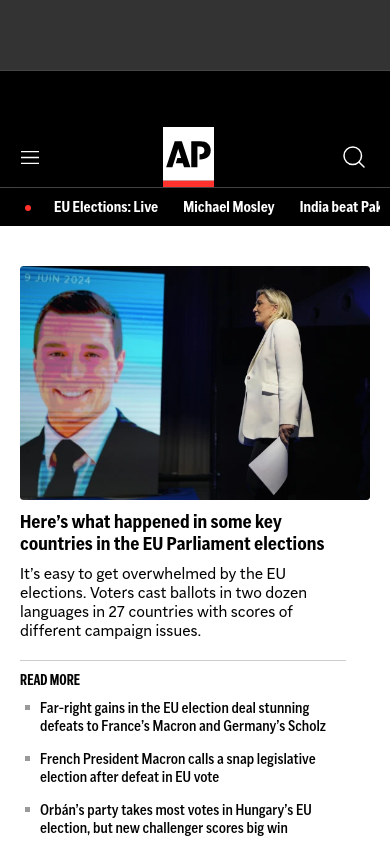 AP
EU Elections: Live
Michael Mosley
India beat Pak
9 JUIN 2024
Here’s what happened in some key
countries in the EU Parliament elections
It’s easy to get overwhelmed by the EU
elections. Voters cast ballots in two dozen
languages in 27 countries with scores of
different campaign issues.
READ MORE
Far-right gains in the EU election deal stunning
defeats to France’s Macron and Germany’s Scholz
French President Macron calls a snap legislative
election after defeat in EU vote
Orbán’s party takes most votes in Hungary’s EU
election, but new challenger scores big win